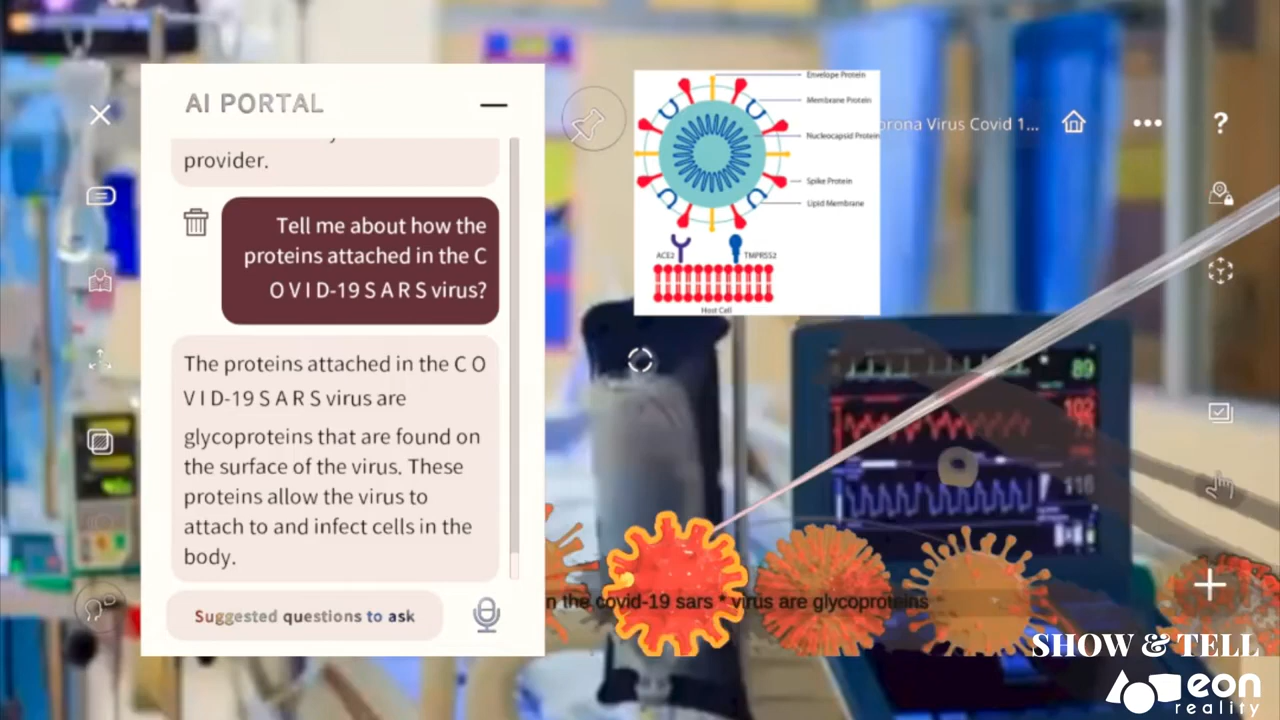 AI PORTAL
provider.
Tell me about how the
proteins attached in the C
O V I D-19 S A R S virus?
The proteins attached in the C O
V I D-19 S A R S virus are
glycoproteins that are found on
the surface of the virus. These
proteins allow the virus to
attach to and infect cells in the
body.
Suggested questions to ask
Envelope Protein
Membrane Protein
Nucleocapsid Protein
Spike Protein
Lipid Membrane
ACE2
TMPRSS2
Host Cell
orona Virus Covid 1...
?
89
102
116
n the covid-19 sars * virus are glycoproteins
SHOW & TELL
eon
reality